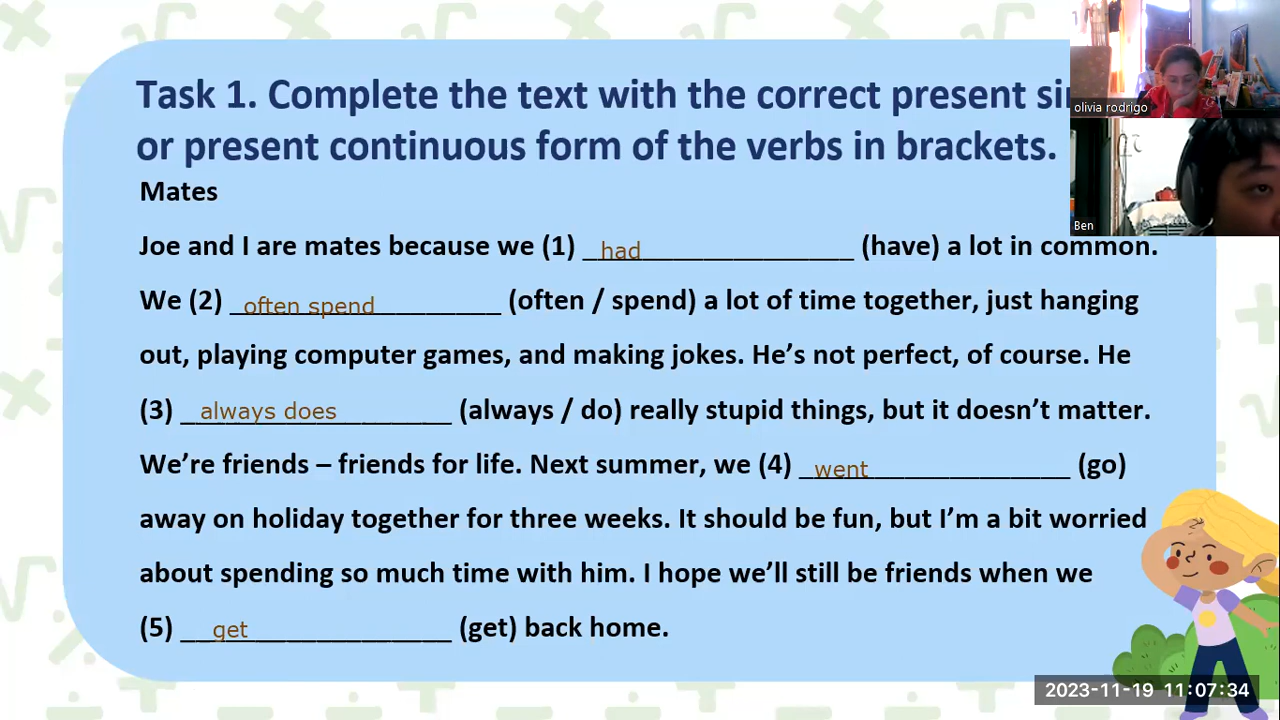 Task 1. Complete the text with the correct present
or present continuous form of the verbs in brackets.
Mates
Joe and I are mates because we (1) _had_________________ (have) a lot in common.
We (2) _often spend_________ (often / spend) a lot of time together, just hanging
out, playing computer games, and making jokes. He’s not perfect, of course. He
(3) _always does________ (always / do) really stupid things, but it doesn’t matter.
We’re friends – friends for life. Next summer, we (4) _went_________________ (go)
away on holiday together for three weeks. It should be fun, but I’m a bit worried
about spending so much time with him. I hope we’ll still be friends when we
(5) __get_______________ (get) back home.
olivia rodrigo
Ben
2023-11-19 11:07:34